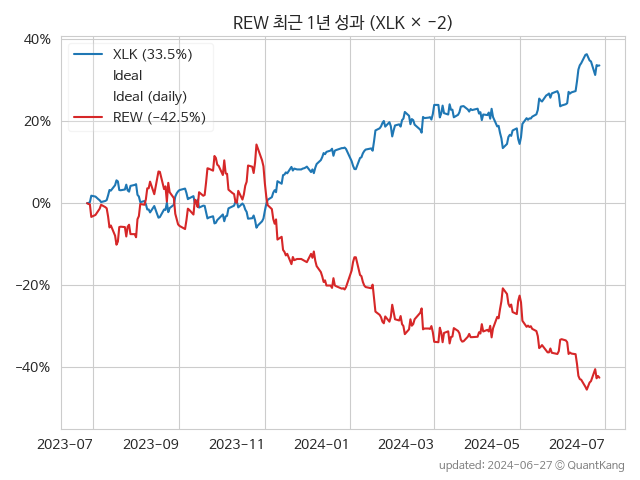 REW 최근 1년 성과 (XLK × −2)
40%
20%
0%
−20%
−40%
XLK (33.5%)
Ideal
Ideal (daily)
REW (−42.5%)
2023−07
2023−09
2023−11
2024−01
2024−03
2024−05
2024−07
updated: 2024-06-27 © QuantKang